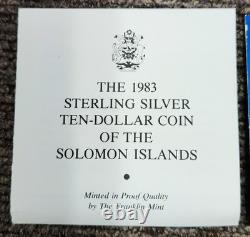 THE 1983
STERLING SILVER
TEN-DOLLAR COIN
OF THE
SOLOMON ISLANDS
Minted in Proof Quality
by The Franklin Mint